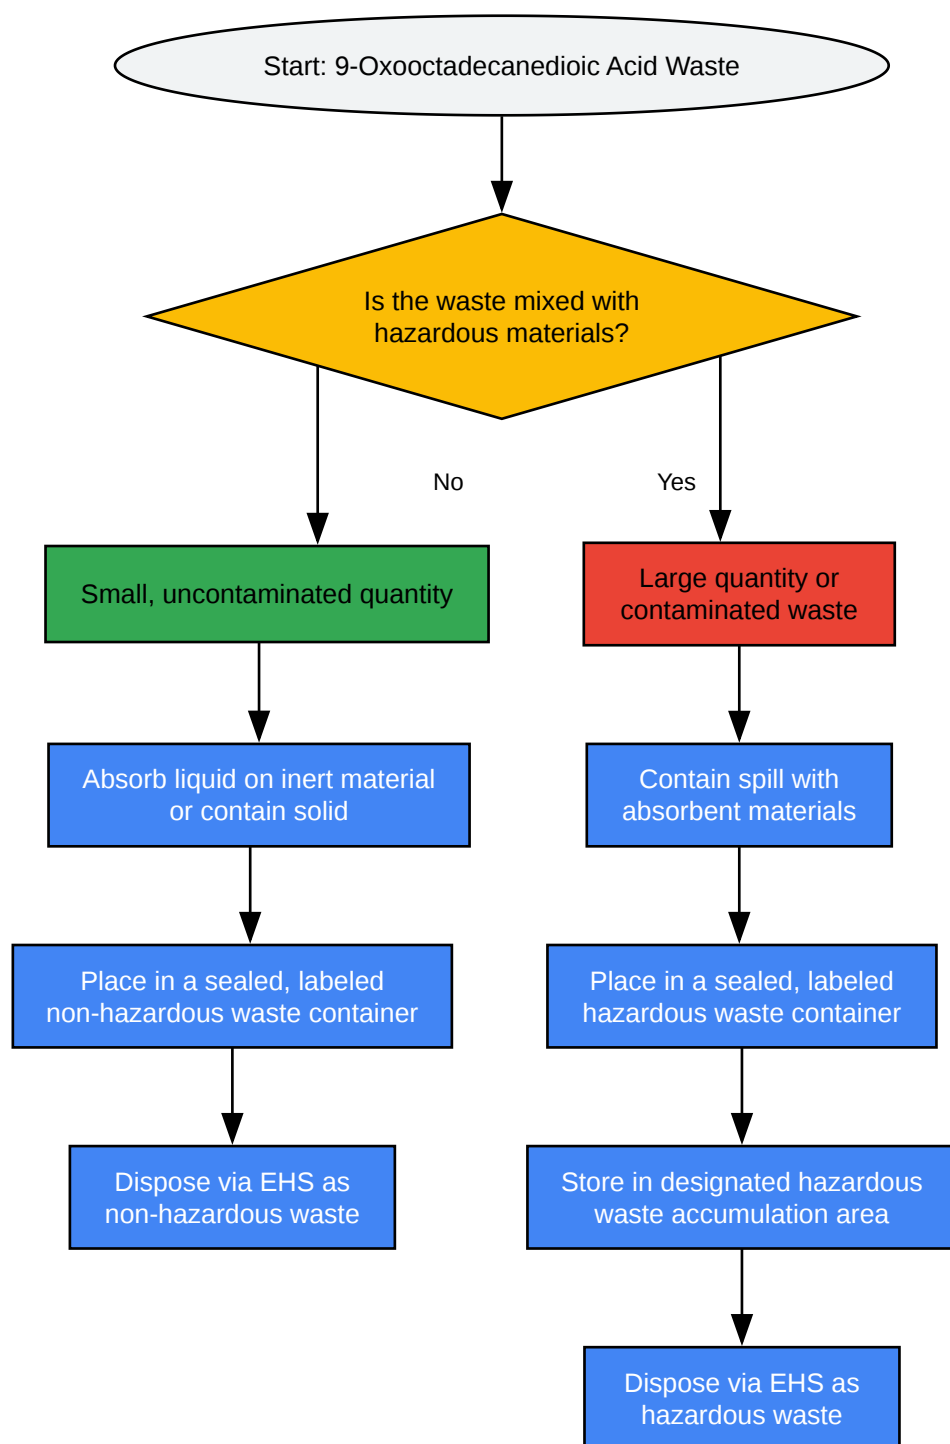 Start: 9-Oxooctadecanedioic Acid Waste
Is the waste mixed with
hazardous materials?
No
Yes
Small, uncontaminated quantity
Large quantity or
contaminated waste
Absorb liquid on inert material
or contain solid
Contain spill with
absorbent materials
Place in a sealed, labeled
non-hazardous waste container
Place in a sealed, labeled
hazardous waste container
Dispose via EHS as
non-hazardous waste
Store in designated hazardous
waste accumulation area
Dispose via EHS as
hazardous waste